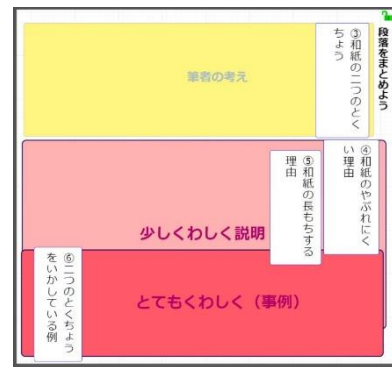 段落をまとめよう
③和紙の二つのとく
ちょう
筆者の考え
④和紙のやぶれにく
い理由
⑤和紙の長もちする
理由
少しくわしく説明
⑥二つのとくちょう
をいかしている例
とてもくわしく（事例）